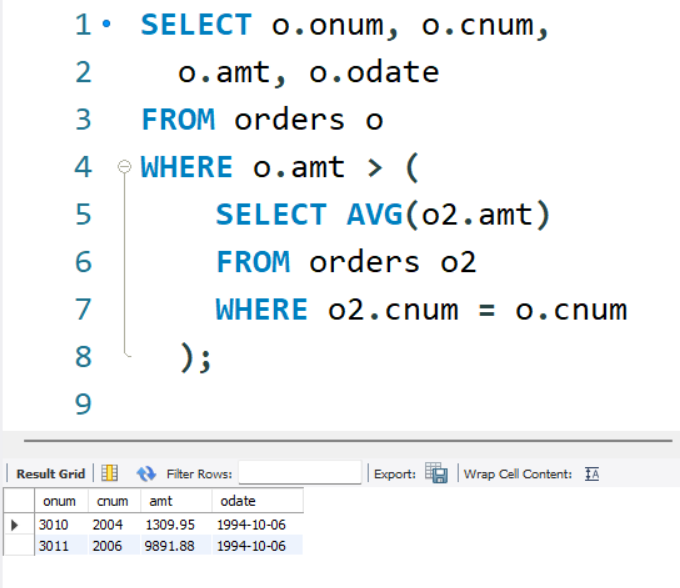 1 SELECT o.onum, o.cnum,
2 o.amt, o.odate
3 FROM orders o
4 WHERE o.amt > (
5 SELECT AVG(o2.amt)
6 FROM orders o2
7 WHERE o2.cnum = o.cnum
8 );
9
Result Grid Filter Rows: Export: Wrap Cell Content:
onum cnum amt odate
3010 2004 1309.95 1994-10-06
3011 2006 9891.88 1994-10-06